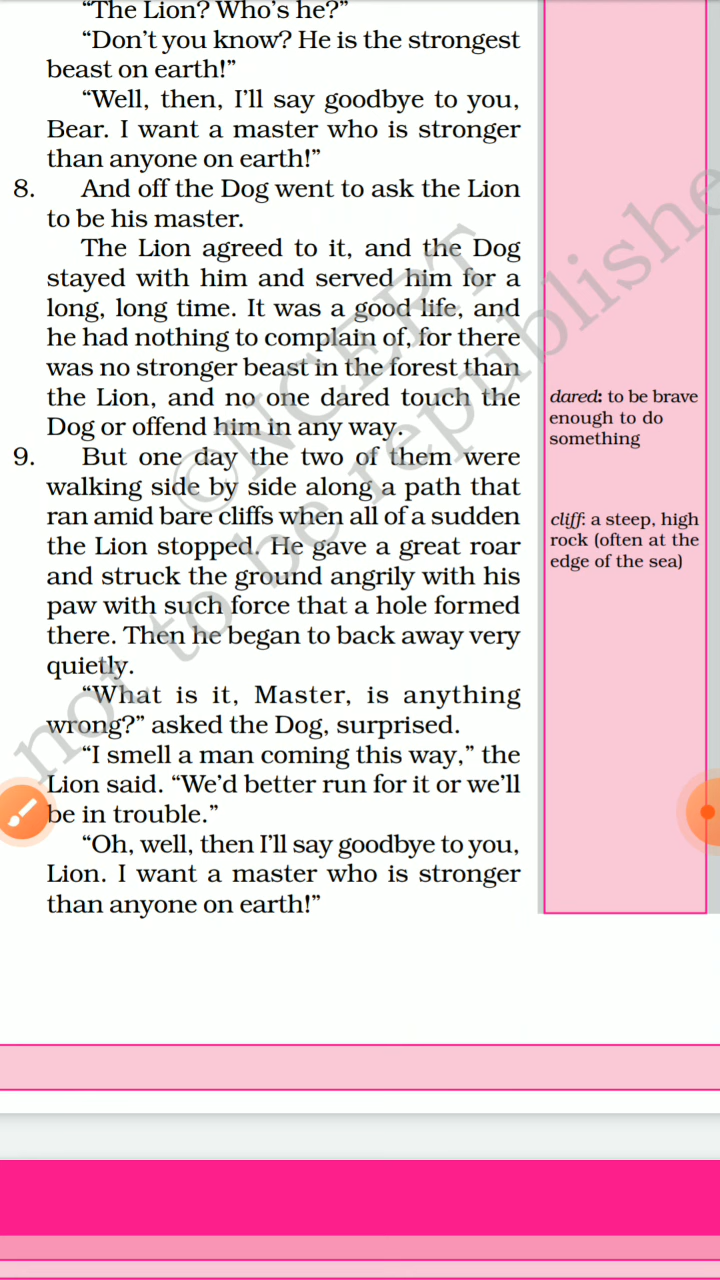 “The Lion? Who’s he?”
“Don’t you know? He is the strongest
beast on earth!”
“Well, then, I’ll say goodbye to you,
Bear. I want a master who is stronger
than anyone on earth!”
8. And off the Dog went to ask the Lion
to be his master.
The Lion agreed to it, and the Dog
stayed with him and served him for a
long, long time. It was a good life, and
he had nothing to complain of, for there
was no stronger beast in the forest than
the Lion, and no one dared touch the
Dog or offend him in any way.
dared: to be brave
enough to do
something
9. But one day the two of them were
walking side by side along a path that
ran amid bare cliffs when all of a sudden
the Lion stopped. He gave a great roar
and struck the ground angrily with his
paw with such force that a hole formed
there. Then he began to back away very
quietly.
cliff: a steep, high
rock (often at the
edge of the sea)
“What is it, Master, is anything
wrong?” asked the Dog, surprised.
“I smell a man coming this way,” the
Lion said. “We’d better run for it or we’ll
be in trouble.”
“Oh, well, then I’ll say goodbye to you,
Lion. I want a master who is stronger
than anyone on earth!”
©NCERT
not to be republishe